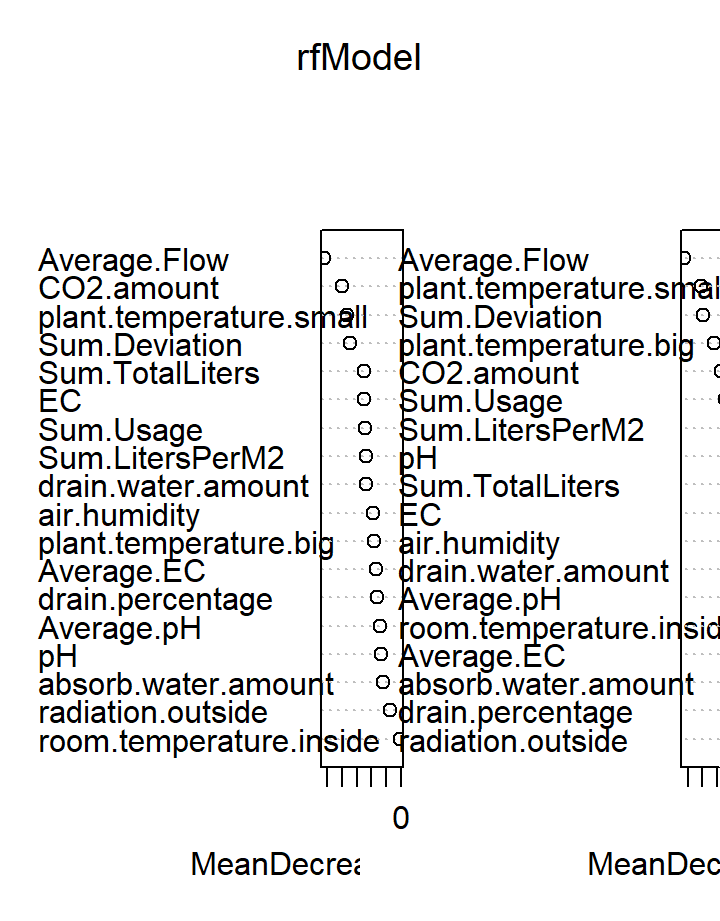 rfModel
Average.Flow
CO2.amount
plant.temperature.small
Sum.Deviation
Sum.TotalLiters
EC
Sum.Usage
Sum.LitersPerM2
drain.water.amount
air.humidity
plant.temperature.big
Average.EC
drain.percentage
Average.pH
pH
absorb.water.amount
radiation.outside
room.temperature.inside
0
MeanDecrea
Average.Flow
plant.temperature.smal
Sum.Deviation
plant.temperature.big
CO2.amount
Sum.Usage
Sum.LitersPerM2
pH
Sum.TotalLiters
EC
air.humidity
drain.water.amount
Average.pH
room.temperature.insid
Average.EC
absorb.water.amount
drain.percentage
radiation.outside
MeanDec